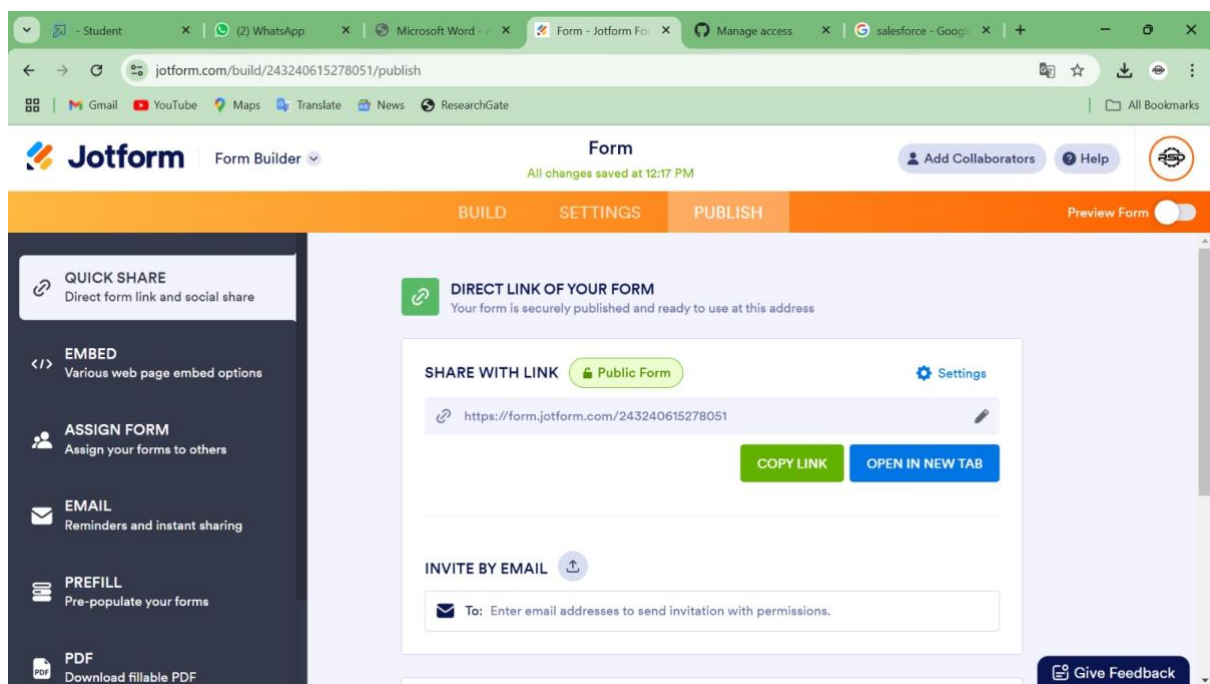 - Student
(2) WhatsApp
Microsoft Word - /
Form - Jotform For
Manage access
salesforce - Googl
jotform.com/build/243240615278051/publish
Gmail YouTube Maps Translate News ResearchGate
All Bookmarks
Jotform
Form Builder
Form
All changes saved at 12:17 PM
Add Collaborators
Help
RSP
BUILD SETTINGS PUBLISH
Preview Form
QUICK SHARE
Direct form link and social share
EMBED
Various web page embed options
ASSIGN FORM
Assign your forms to others
EMAIL
Reminders and instant sharing
PREFILL
Pre-populate your forms
PDF
PDF
Download fillable PDF
DIRECT LINK OF YOUR FORM
Your form is securely published and ready to use at this address
SHARE WITH LINK
Public Form
Settings
https://form.jotform.com/243240615278051
COPY LINK
OPEN IN NEW TAB
INVITE BY EMAIL
To: Enter email addresses to send invitation with permissions.
Give Feedback